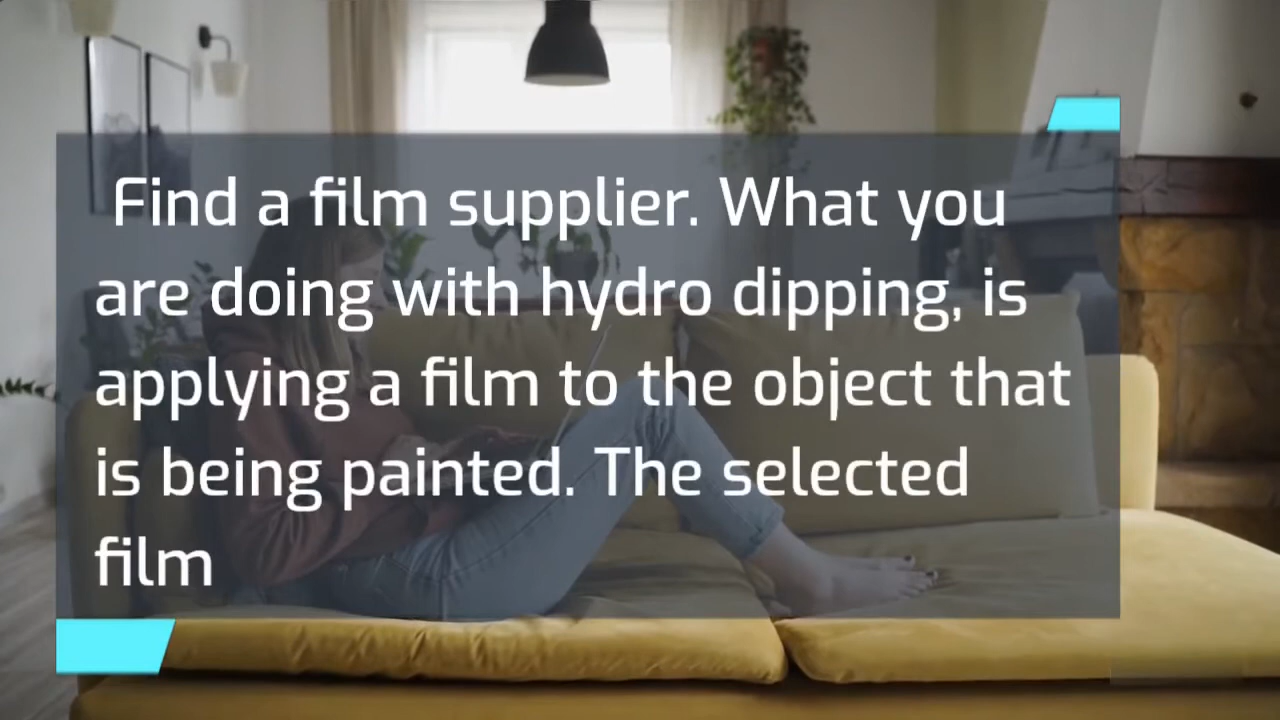 Find a film supplier. What you
are doing with hydro dipping, is
applying a film to the object that
is being painted. The selected
film